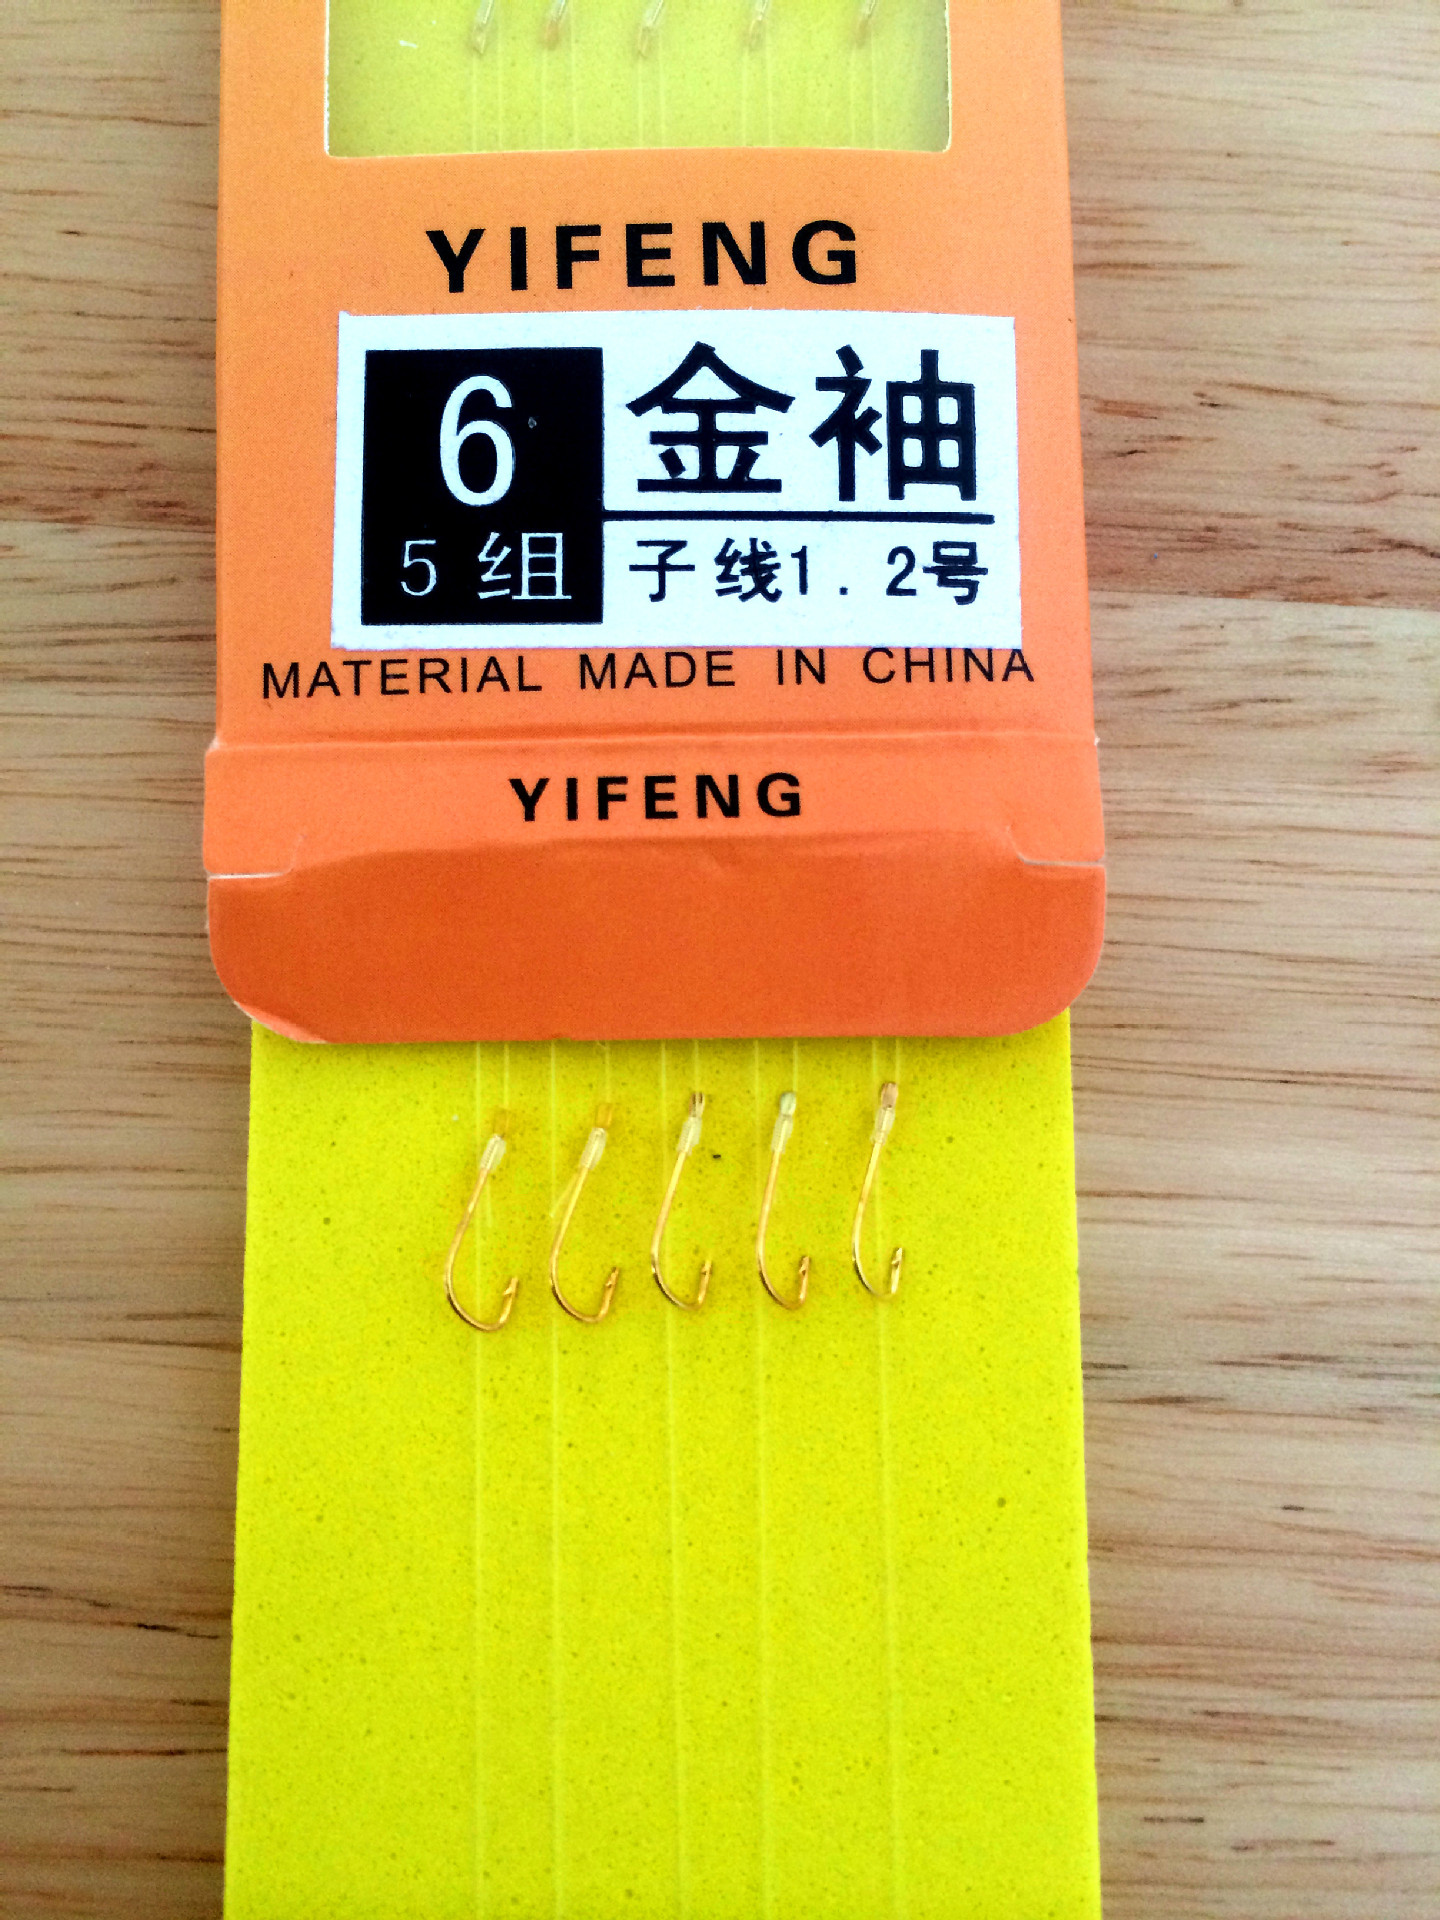 YIFENG
6 金袖
5 组 子线1.2号
MATERIAL MADE IN CHINA
YIFENG